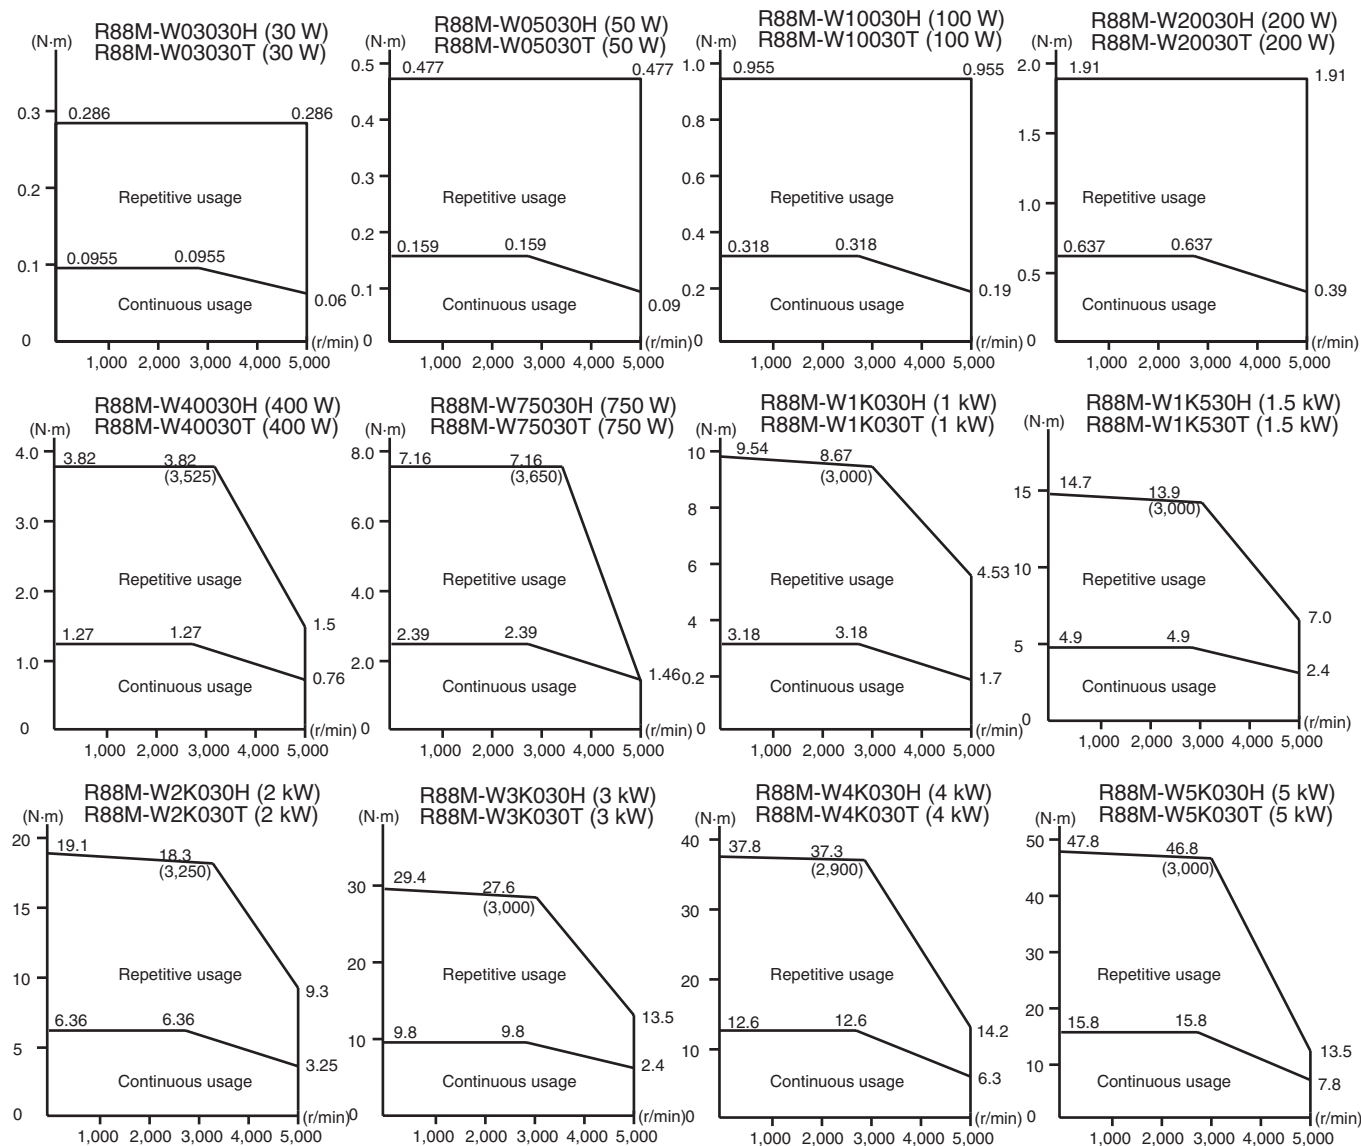 R88M-W03030H (30 W)
R88M-W03030T (30 W)
(N·m)
0.3
0.2
0.1
0
0.286
0.286
Repetitive usage
0.0955
0.0955
0.06
Continuous usage
(r/min)
1,000 2,000 3,000 4,000 5,000
R88M-W05030H (50 W)
R88M-W05030T (50 W)
(N·m)
0.5
0.4
0.3
0.2
0.1
0
0.477
0.477
Repetitive usage
0.159
0.159
0.09
Continuous usage
(r/min)
1,000 2,000 3,000 4,000 5,000
R88M-W10030H (100 W)
R88M-W10030T (100 W)
(N·m)
1.0
0.8
0.6
0.4
0.2
0
0.955
0.955
Repetitive usage
0.318
0.318
0.19
Continuous usage
(r/min)
1,000 2,000 3,000 4,000 5,000
R88M-W20030H (200 W)
R88M-W20030T (200 W)
(N·m)
2.0
1.5
1.0
0.5
0
1.91
1.91
Repetitive usage
0.637
0.637
0.39
Continuous usage
(r/min)
1,000 2,000 3,000 4,000 5,000
R88M-W40030H (400 W)
R88M-W40030T (400 W)
(N·m)
4.0
3.0
2.0
1.0
0
3.82
3.82
(3,525)
Repetitive usage
1.5
1.27
1.27
0.76
Continuous usage
(r/min)
1,000 2,000 3,000 4,000 5,000
R88M-W75030H (750 W)
R88M-W75030T (750 W)
(N·m)
8.0
6.0
4.0
2.0
0
7.16
7.16
(3,650)
Repetitive usage
2.39
2.39
1.46
Continuous usage
(r/min)
1,000 2,000 3,000 4,000 5,000
R88M-W1K030H (1 kW)
R88M-W1K030T (1 kW)
(N·m)
10
8
6
4
0.2
0
9.54
8.67
(3,000)
Repetitive usage
4.53
3.18
3.18
1.7
Continuous usage
(r/min)
1,000 2,000 3,000 4,000 5,000
R88M-W1K530H (1.5 kW)
R88M-W1K530T (1.5 kW)
(N·m)
15
10
5
0
14.7
13.9
(3,000)
Repetitive usage
7.0
4.9
4.9
2.4
Continuous usage
(r/min)
1,000 2,000 3,000 4,000 5,000
R88M-W2K030H (2 kW)
R88M-W2K030T (2 kW)
(N·m)
20
15
10
5
0
19.1
18.3
(3,250)
Repetitive usage
9.3
6.36
6.36
3.25
Continuous usage
(r/min)
1,000 2,000 3,000 4,000 5,000
R88M-W3K030H (3 kW)
R88M-W3K030T (3 kW)
(N·m)
30
20
10
0
29.4
27.6
(3,000)
Repetitive usage
13.5
9.8
9.8
2.4
Continuous usage
(r/min)
1,000 2,000 3,000 4,000 5,000
R88M-W4K030H (4 kW)
R88M-W4K030T (4 kW)
(N·m)
40
30
20
10
0
37.8
37.3
(2,900)
Repetitive usage
14.2
12.6
12.6
6.3
Continuous usage
(r/min)
1,000 2,000 3,000 4,000 5,000
R88M-W5K030H (5 kW)
R88M-W5K030T (5 kW)
(N·m)
50
40
30
20
10
0
47.8
46.8
(3,000)
Repetitive usage
13.5
15.8
15.8
7.8
Continuous usage
(r/min)
1,000 2,000 3,000 4,000 5,000